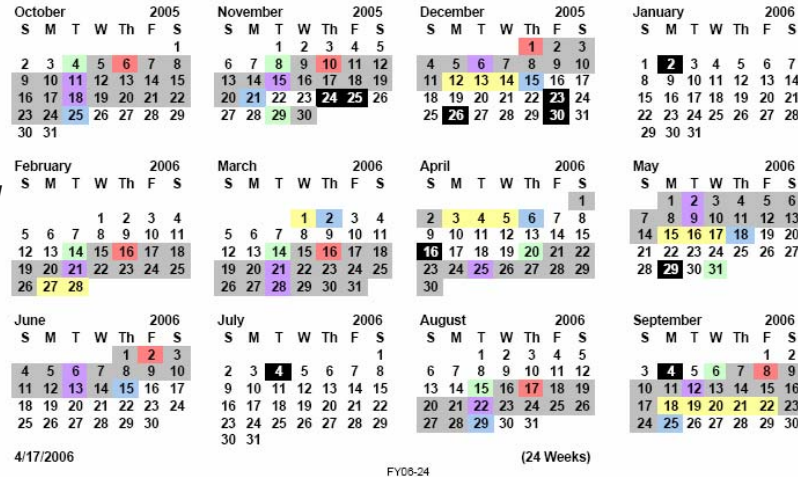 October 2005 November 2005 December 2005 January 2006
S M T W Th F S S M T W Th F S S M T W Th F S S M T W Th F S
1 1 2 3 4 5 1 2 3
2 3 4 5 6 7 8 6 7 8 9 10 11 12 4 5 6 7 8 9 10 1 2 3 4 5 6 7
9 10 11 12 13 14 15 13 14 15 16 17 18 19 11 12 13 14 15 16 17 8 9 10 11 12 13 14
16 17 18 19 20 21 22 20 21 22 23 24 25 26 18 19 20 21 22 23 24 15 16 17 18 19 20 21
23 24 25 26 27 28 29 27 28 29 30 25 26 27 28 29 30 31 22 23 24 25 26 27 28
30 31 29 30 31
February 2006 March 2006 April 2006 May 2006
S M T W Th F S S M T W Th F S S M T W Th F S S M T W Th F S
1 1 2 3 4 5 6
1 2 3 4 1 2 3 4 2 3 4 5 6 7 8 7 8 9 10 11 12 13
5 6 7 8 9 10 11 5 6 7 8 9 10 11 9 10 11 12 13 14 15 14 15 16 17 18 19 20
12 13 14 15 16 17 18 12 13 14 15 16 17 18 16 17 18 19 20 21 22 21 22 23 24 25 26 27
19 20 21 22 23 24 25 19 20 21 22 23 24 25 23 24 25 26 27 28 29 28 29 30 31
26 27 28 26 27 28 29 30 31 30
June 2006 July 2006 August 2006 September 2006
S M T W Th F S S M T W Th F S S M T W Th F S S M T W Th F S
1 2 3 1 1 2 3 4 5 1 2
4 5 6 7 8 9 10 2 3 4 5 6 7 8 6 7 8 9 10 11 12 3 4 5 6 7 8 9
11 12 13 14 15 16 17 9 10 11 12 13 14 15 13 14 15 16 17 18 19 10 11 12 13 14 15 16
18 19 20 21 22 23 24 16 17 18 19 20 21 22 20 21 22 23 24 25 26 17 18 19 20 21 22 23
25 26 27 28 29 30 23 24 25 26 27 28 29 27 28 29 30 31 24 25 26 27 28 29 30
30 31
4/17/2006 (24 Weeks)
FY06-24